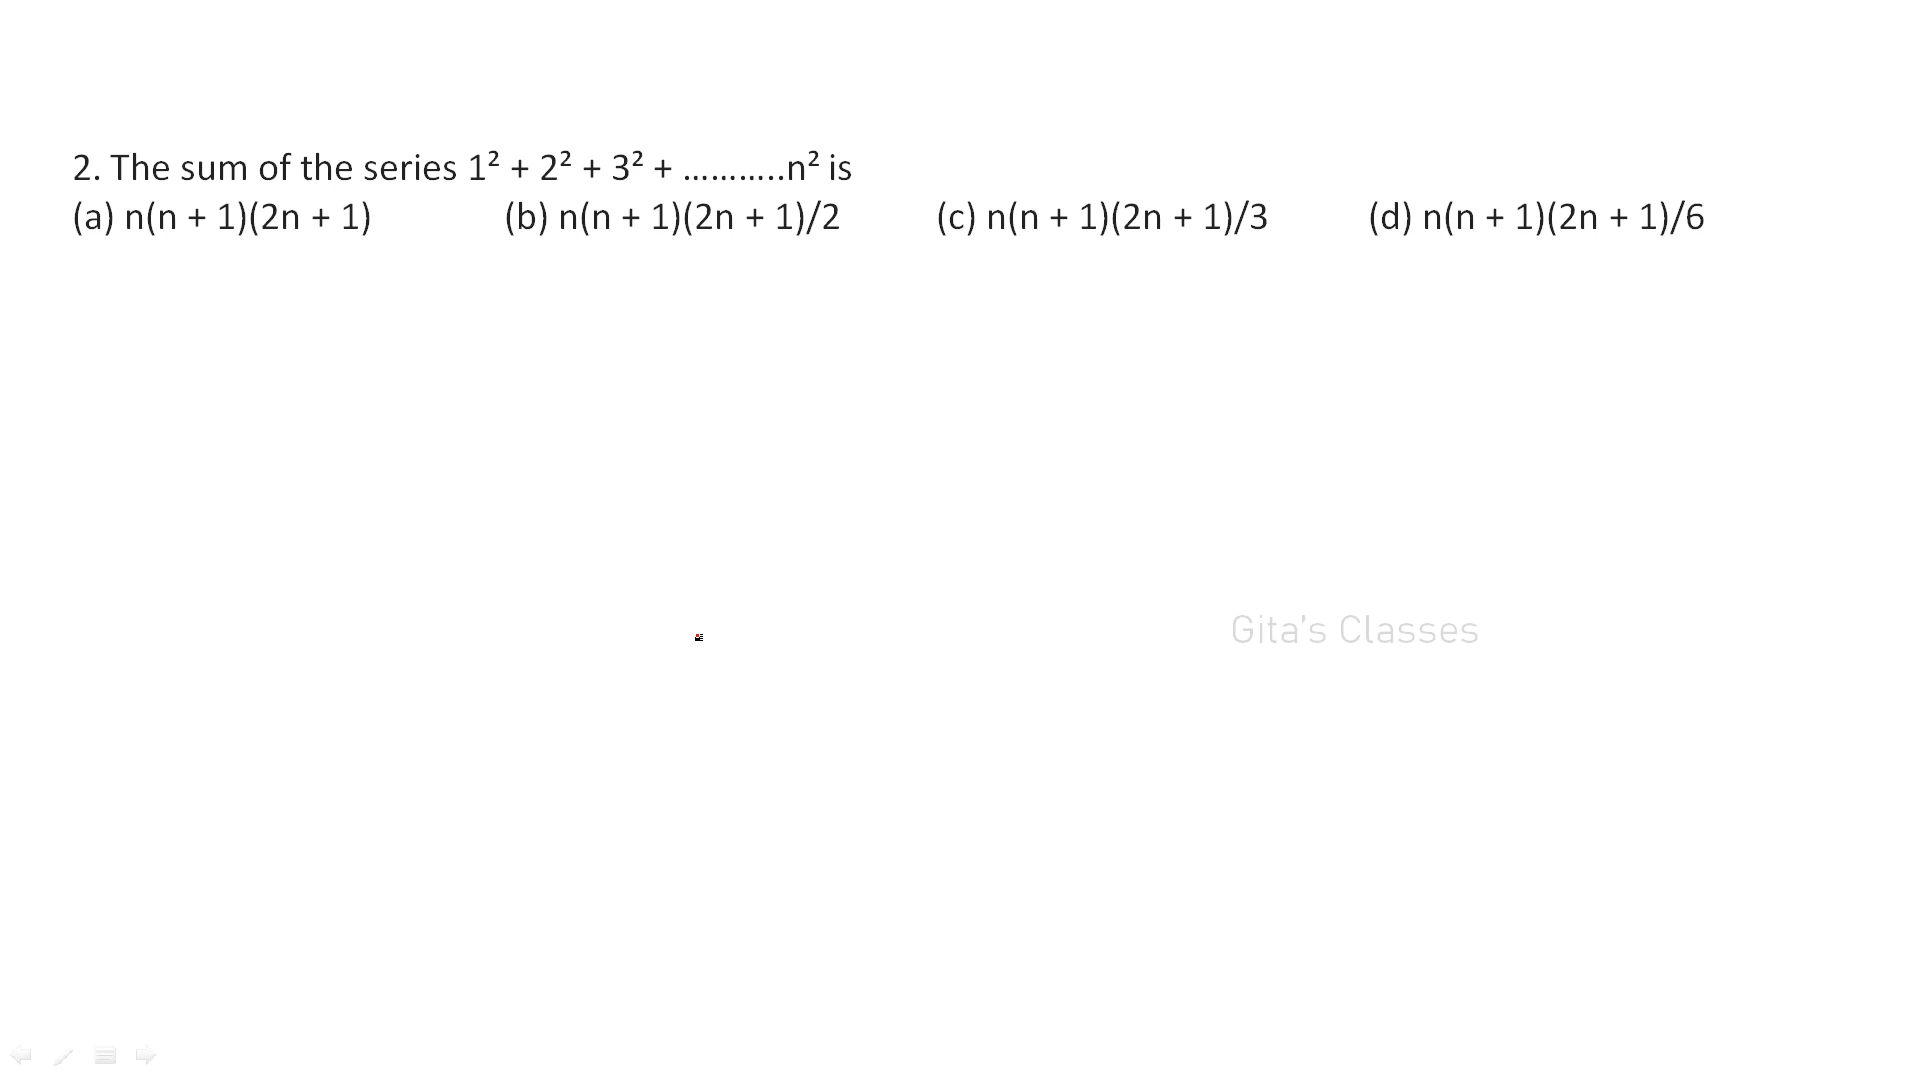 2. The sum of the series 1² + 2² + 3² + ………..n² is
(a) n(n + 1)(2n + 1) (b) n(n + 1)(2n + 1)/2 (c) n(n + 1)(2n + 1)/3 (d) n(n + 1)(2n + 1)/6
Gita's Classes